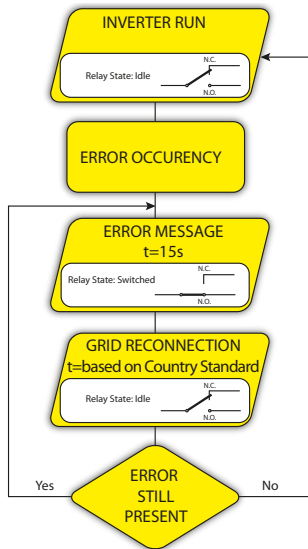 INVERTER RUN
N.C.
Relay State: Idle
N.O.
ERROR OCCURENCY
ERROR MESSAGE
t=15s
N.C.
Relay State: Switched
N.O.
GRID RECONNECTION
t=based on Country Standard
N.C.
Relay State: Idle
N.O.
Yes
ERROR
STILL
PRESENT
No